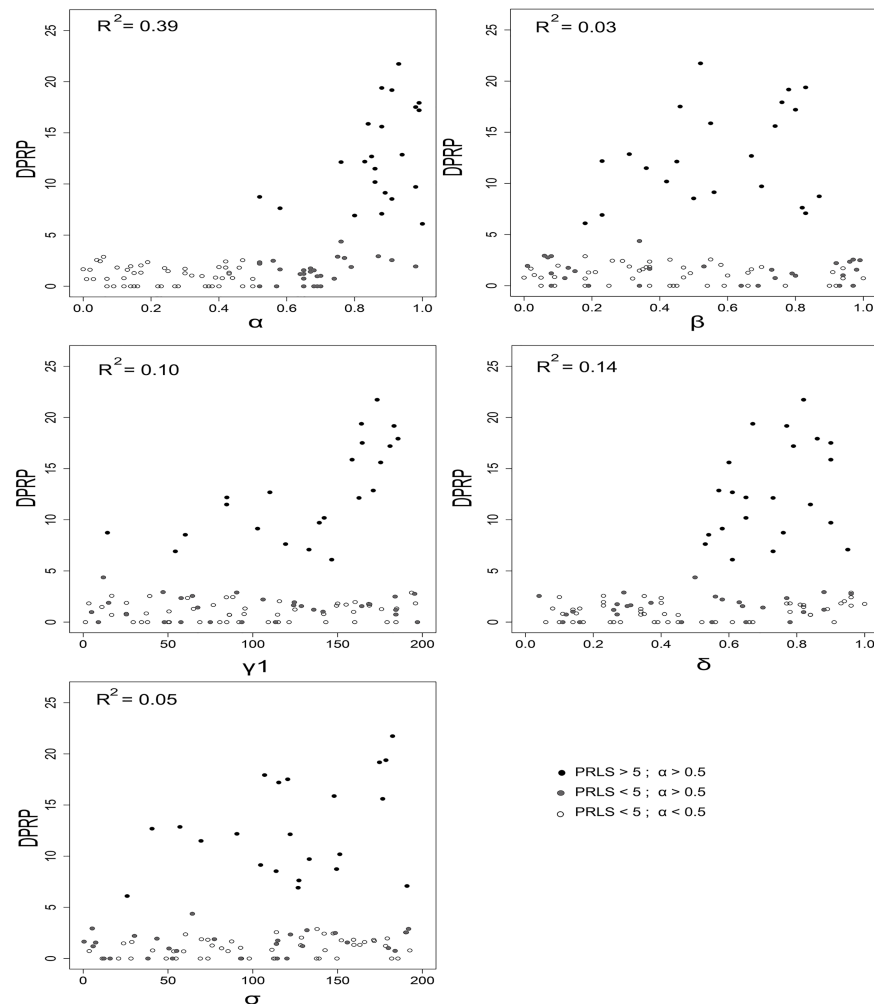 R² = 0.39
DPRP
0 5 10 15 20 25
0.0 0.2 0.4 0.6 0.8 1.0
α
R² = 0.03
DPRP
0 5 10 15 20 25
0.0 0.2 0.4 0.6 0.8 1.0
β
R² = 0.10
DPRP
0 5 10 15 20 25
0 50 100 150 200
γ1
R² = 0.14
DPRP
0 5 10 15 20 25
0.0 0.2 0.4 0.6 0.8 1.0
δ
R² = 0.05
DPRP
0 5 10 15 20 25
0 50 100 150 200
σ
PRLS > 5 ; α > 0.5
PRLS < 5 ; α > 0.5
PRLS < 5 ; α < 0.5